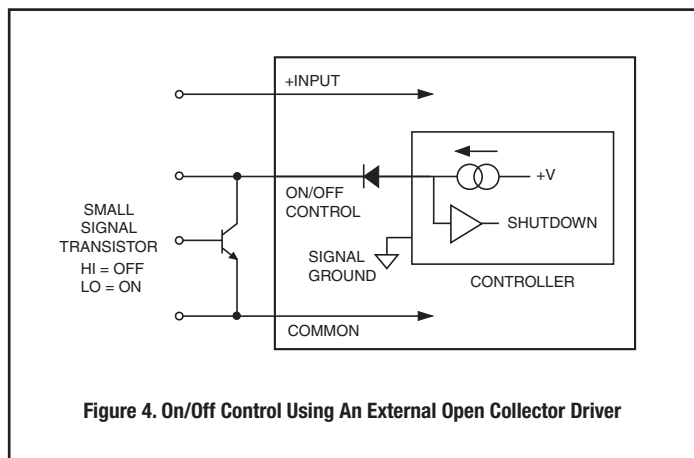 +INPUT
ON/OFF
CONTROL
+V
SHUTDOWN
SMALL
SIGNAL
TRANSISTOR
HI = OFF
LO = ON
SIGNAL
GROUND
CONTROLLER
COMMON
Figure 4. On/Off Control Using An External Open Collector Driver